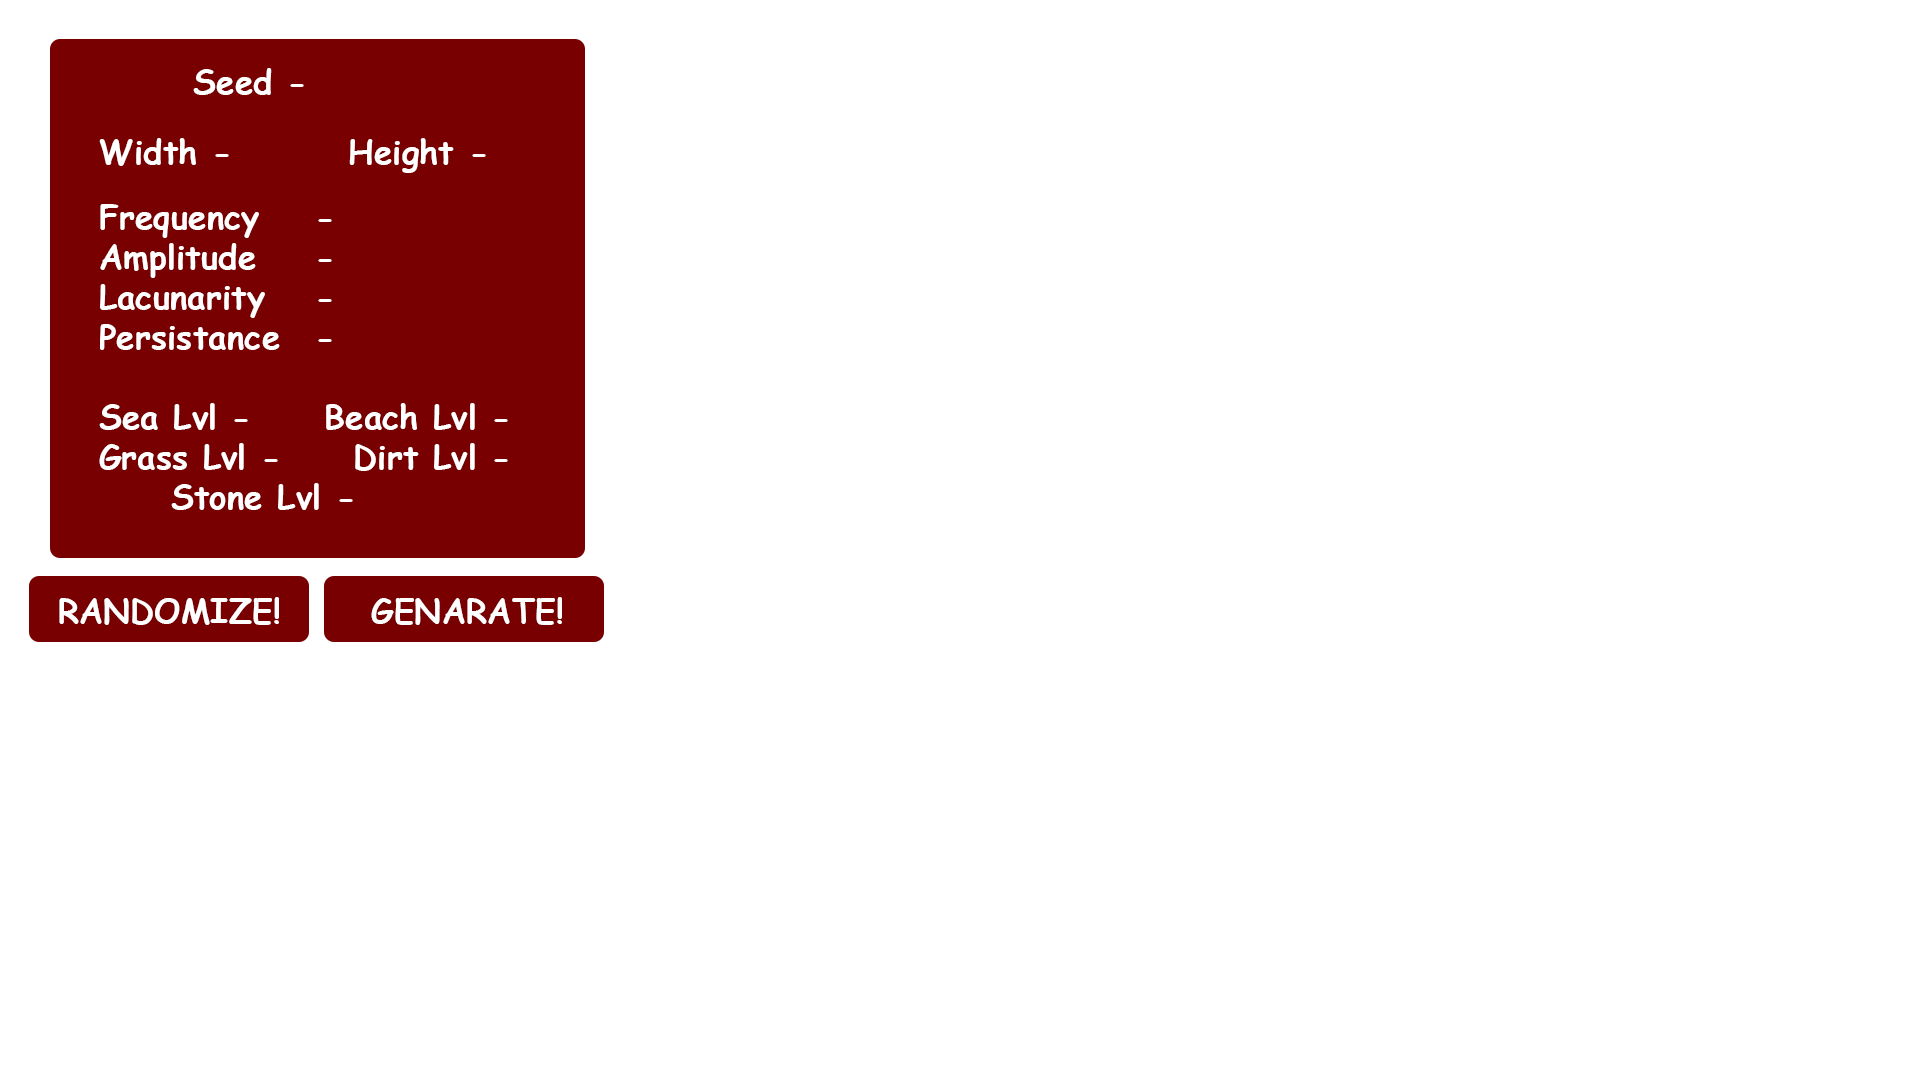 Seed -
Width - Height -
Frequency -
Amplitude -
Lacunarity -
Persistance -
Sea Lvl - Beach Lvl -
Grass Lvl - Dirt Lvl -
Stone Lvl -
RANDOMIZE! GENARATE!